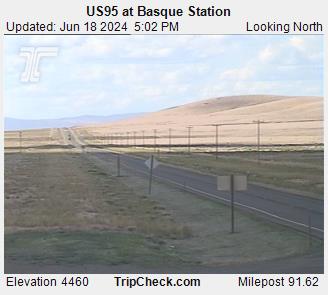 US95 at Basque Station
Updated: Jun 18 2024 5:02 PM Looking North
Elevation 4460 TripCheck.com Milepost 91.62